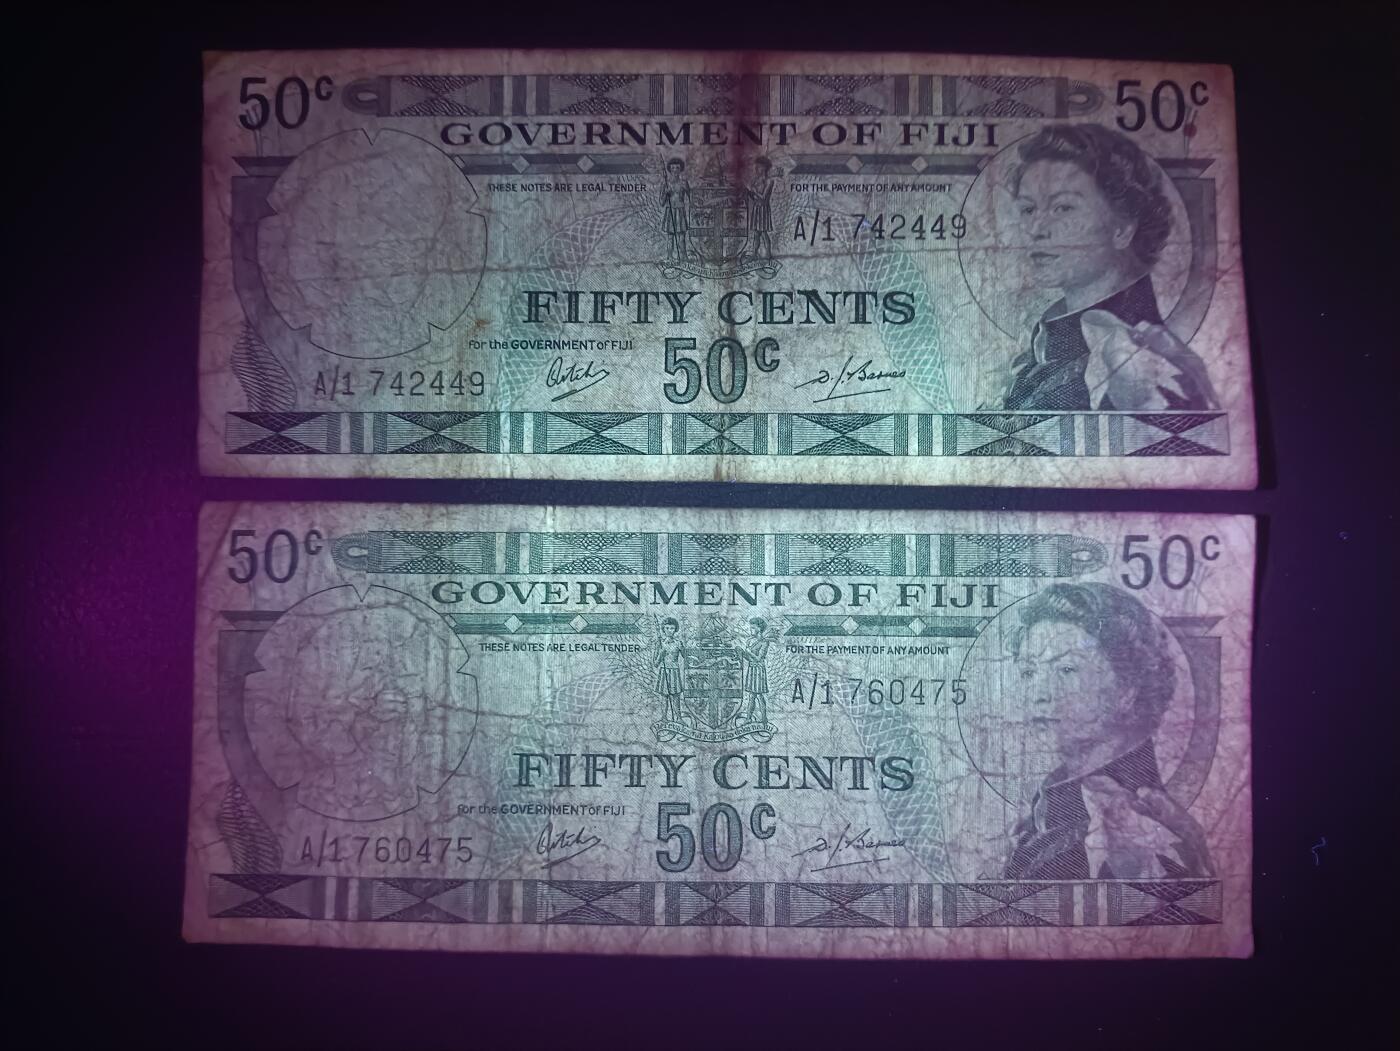 50c 50c
GOVERNMENT OF FIJI
THESE NOTES ARE LEGAL TENDER FOR THE PAYMENT OF ANY AMOUNT
A/1 742449
FIFTY CENTS
for the GOVERNMENT of FIJI
50c
D.J. Barnes
A/1 742449
50c 50c
GOVERNMENT OF FIJI
THESE NOTES ARE LEGAL TENDER FOR THE PAYMENT OF ANY AMOUNT
A/1 760475
FIFTY CENTS
for the GOVERNMENT of FIJI
50c
D.J. Barnes
A/1 760475